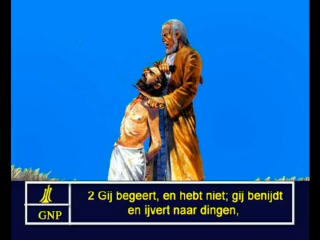 2 Gij begeert, en hebt niet; gij benijdt
en ijvert naar dingen,
GNP